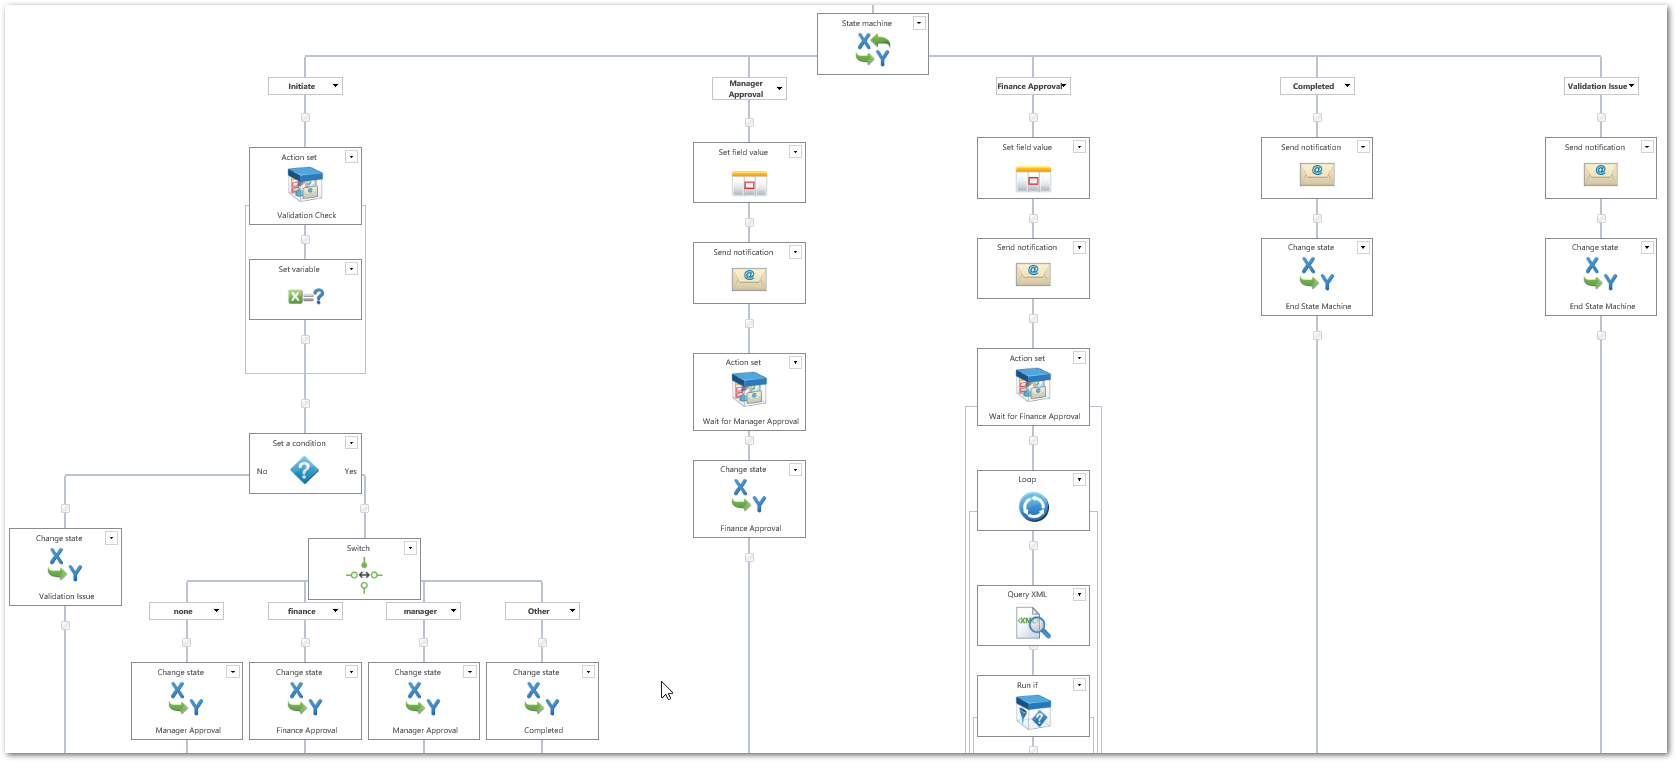 State machine
Initiate
Manager
Approval
Finance Approval
Completed
Validation Issue
Action set
Validation Check
Set variable
X=?
Set a condition
No
?
Yes
Change state
X
Y
Validation Issue
Switch
none
finance
manager
Other
Change state
X
Y
Manager Approval
Change state
X
Y
Finance Approval
Change state
X
Y
Manager Approval
Change state
X
Y
Completed
Set field value
Send notification
@
Action set
Wait for Manager Approval
Change state
X
Y
Finance Approval
Set field value
Send notification
@
Action set
Wait for Finance Approval
Loop
Query XML
<XML
Run if
?
Send notification
@
Change state
X
Y
End State Machine
Send notification
@
Change state
X
Y
End State Machine
X
Y